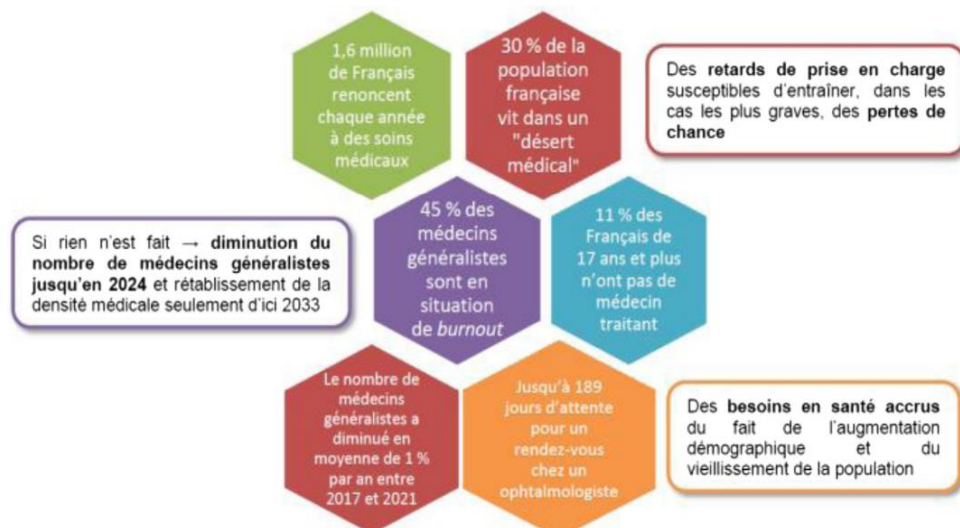 1,6 million
de Français
renoncent
chaque année
à des soins
médicaux
30 % de la
population
française
vit dans un
"désert
médical"
Des retards de prise en charge
susceptibles d'entraîner, dans les
cas les plus graves, des pertes de
chance
Si rien n'est fait → diminution du
nombre de médecins généralistes
jusqu'en 2024 et rétablissement de la
densité médicale seulement d'ici 2033
45 % des
médecins
généralistes
sont en
situation
de burnout
11 % des
Français de
17 ans et plus
n'ont pas de
médecin
traitant
Le nombre de
médecins
généralistes a
diminué en
moyenne de 1 %
par an entre
2017 et 2021
Jusqu'à 189
jours d'attente
pour un
rendez-vous
chez un
ophtalmologiste
Des besoins en santé accrus
du fait de l'augmentation
démographique et du
vieillissement de la population